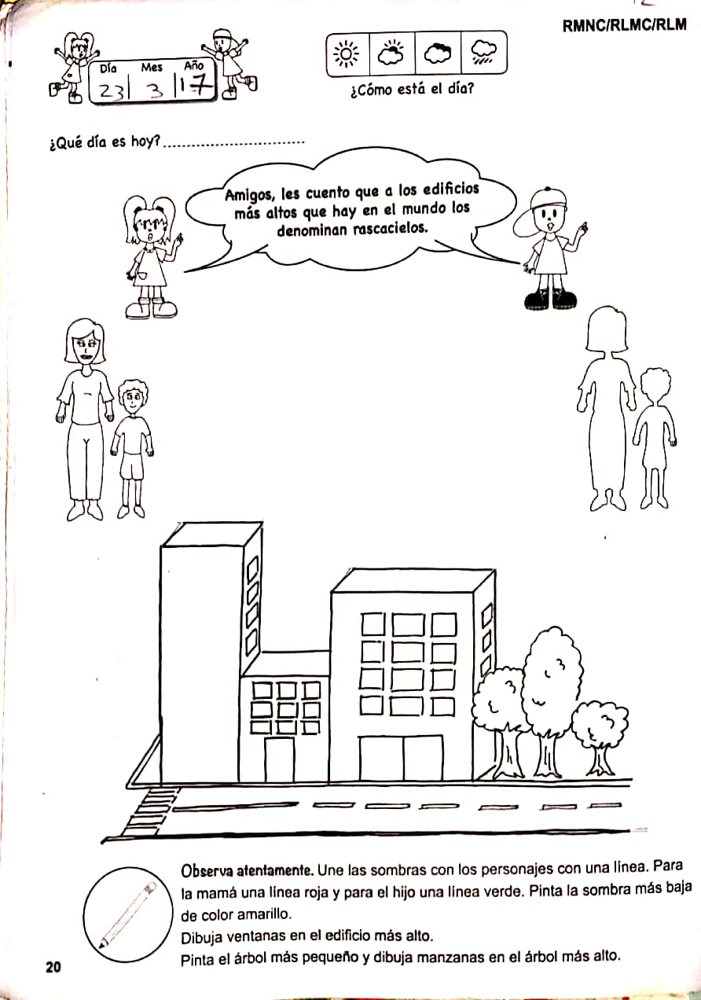 RMNC/RLMC/RLM
Día Mes Año
23 3 17
¿Cómo está el día?
¿Qué día es hoy?
Amigos, les cuento que a los edificios
más altos que hay en el mundo los
denominan rascacielos.
Observa atentamente. Une las sombras con los personajes con una línea. Para
la mamá una línea roja y para el hijo una línea verde. Pinta la sombra más baja
de color amarillo.
Dibuja ventanas en el edificio más alto.
Pinta el árbol más pequeño y dibuja manzanas en el árbol más alto.
20